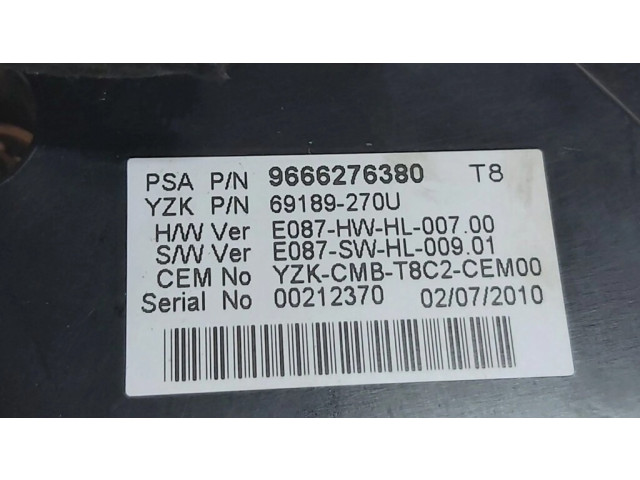 PSA P/N 9666276380 T8
YZK P/N 69189-270U
H/W Ver E087-HW-HL-007.00
S/W Ver E087-SW-HL-009.01
CEM No YZK-CMB-T8C2-CEM00
Serial No 00212370 02/07/2010